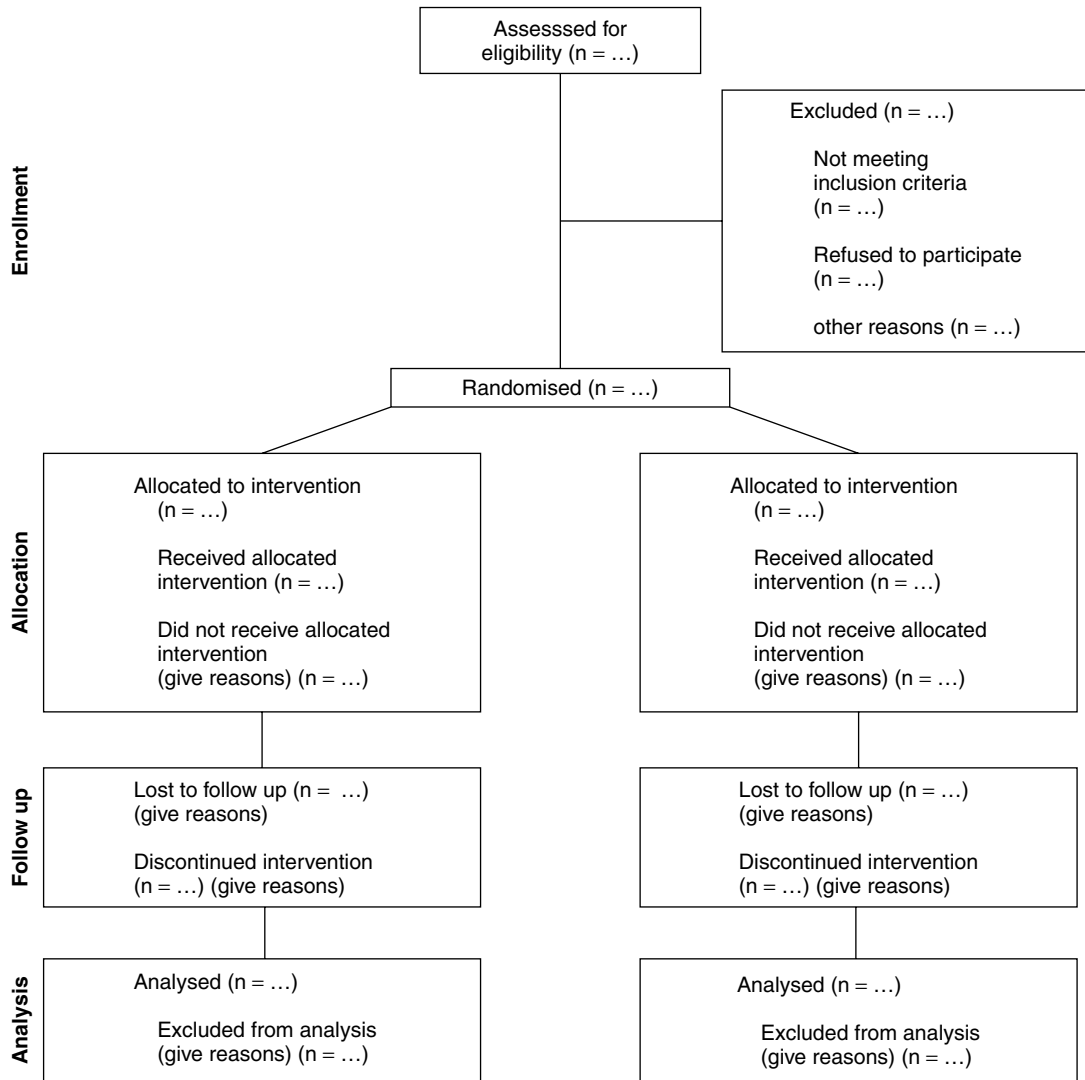 Assesssed for
eligibility (n = …)
Enrollment
Excluded (n = …)
Not meeting
inclusion criteria
(n = …)
Refused to participate
(n = …)
other reasons (n = …)
Randomised (n = …)
Allocation
Allocated to intervention
(n = …)
Received allocated
intervention (n = …)
Did not receive allocated
intervention
(give reasons) (n = …)
Allocated to intervention
(n = …)
Received allocated
intervention (n = …)
Did not receive allocated
intervention
(give reasons) (n = …)
Follow up
Lost to follow up (n = …)
(give reasons)
Discontinued intervention
(n = …) (give reasons)
Lost to follow up (n = …)
(give reasons)
Discontinued intervention
(n = …) (give reasons)
Analysis
Analysed (n = …)
Excluded from analysis
(give reasons) (n = …)
Analysed (n = …)
Excluded from analysis
(give reasons) (n = …)